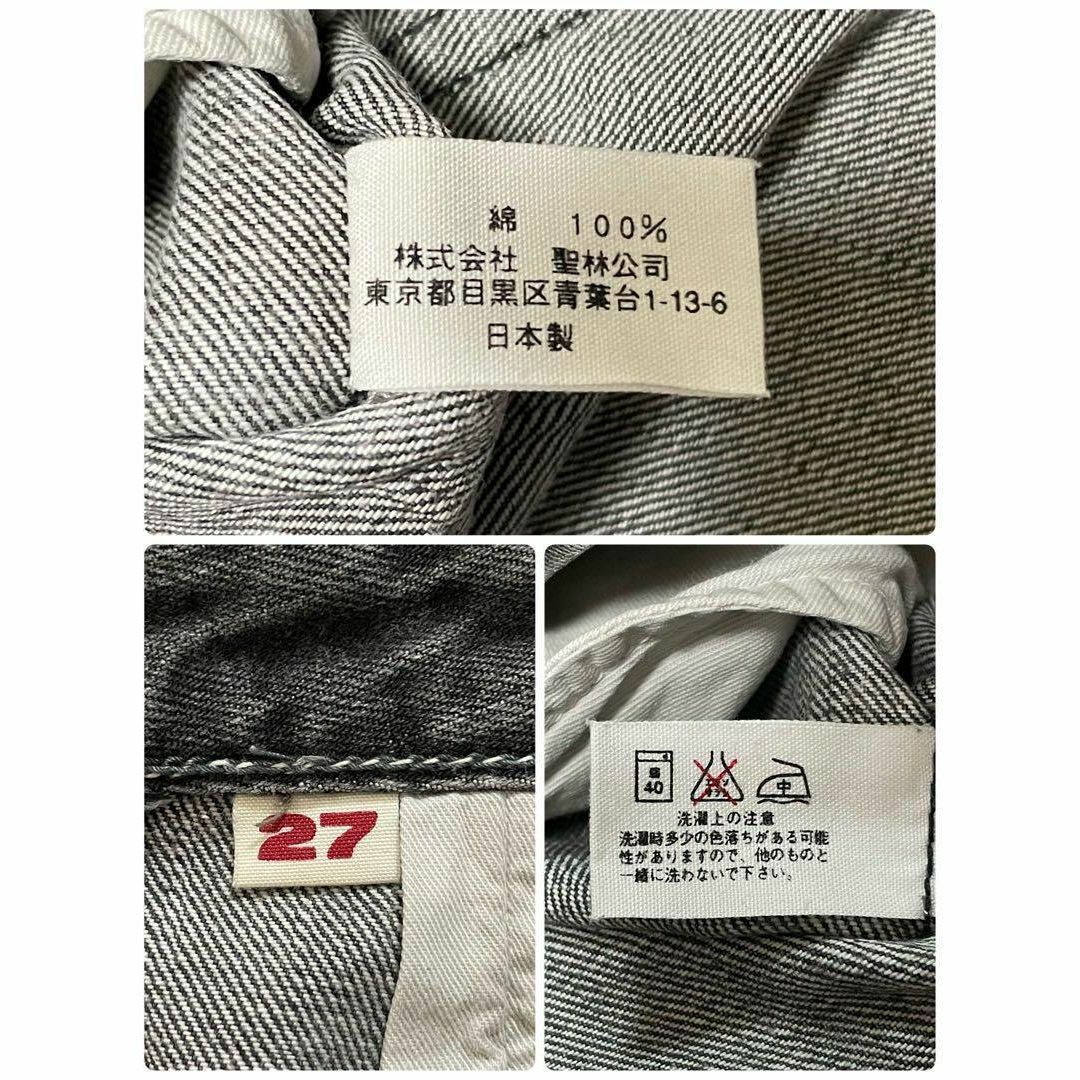 綿 100%
株式会社 聖林公司
東京都目黒区青葉台1-13-6
日本製
27
40
中
洗濯上の注意
洗濯時多少の色落ちがある可能
性がありますので、他のものと
一緒に洗わないで下さい。